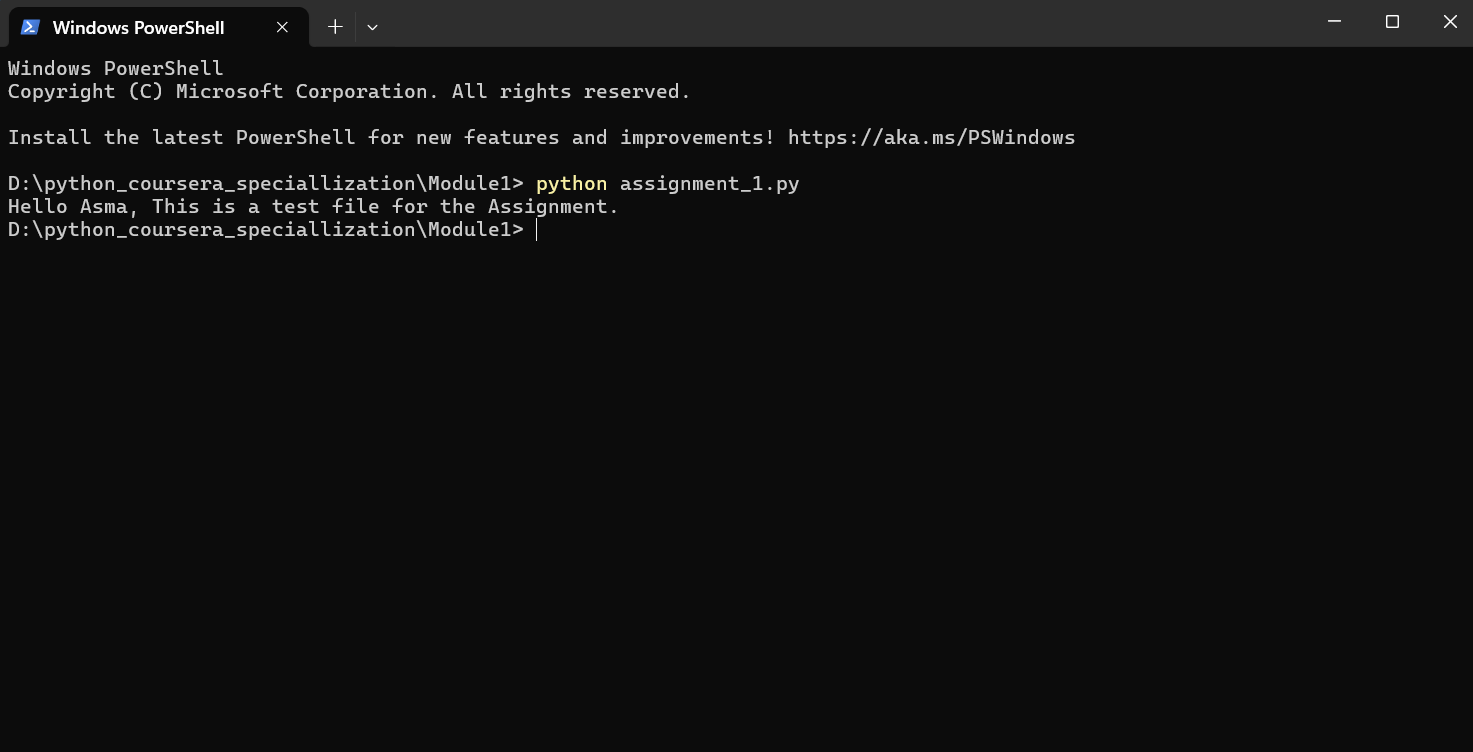 Windows PowerShell
Windows PowerShell
Copyright (C) Microsoft Corporation. All rights reserved.
Install the latest PowerShell for new features and improvements! https://aka.ms/PSWindows
D:\python_coursera_speciallization\Module1> python assignment_1.py
Hello Asma, This is a test file for the Assignment.
D:\python_coursera_speciallization\Module1>